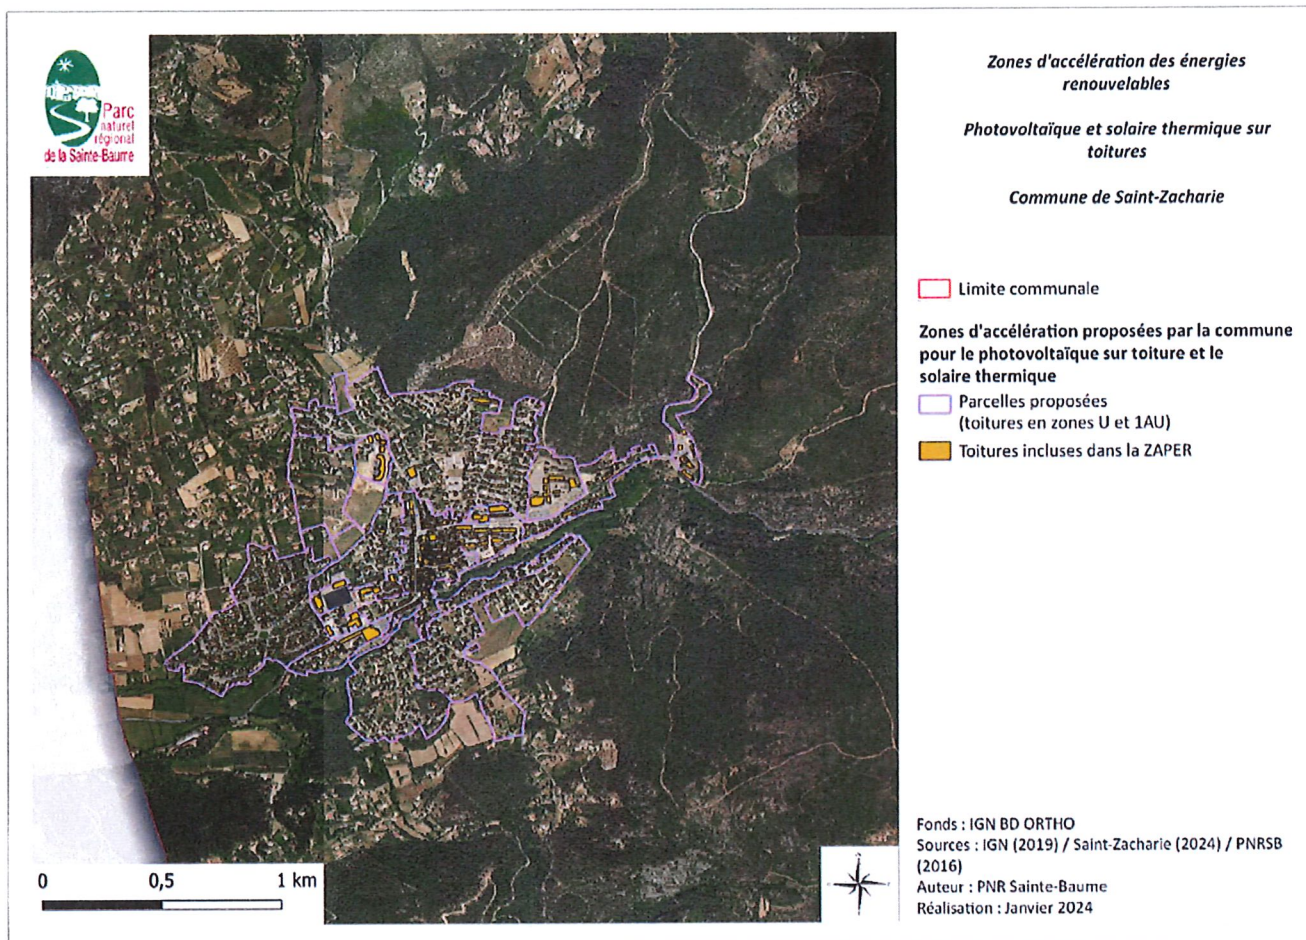 Parc
naturel
régional
de la Sainte-Baume
Zones d'accélération des énergies
renouvelables
Photovoltaïque et solaire thermique sur
toitures
Commune de Saint-Zacharie
Limite communale
Zones d'accélération proposées par la commune
pour le photovoltaïque sur toiture et le
solaire thermique
Parcelles proposées
(toitures en zones U et 1AU)
Toitures incluses dans la ZAPER
Fonds : IGN BD ORTHO
Sources : IGN (2019) / Saint-Zacharie (2024) / PNRSB
(2016)
Auteur : PNR Sainte-Baume
Réalisation : Janvier 2024
0 0,5 1 km